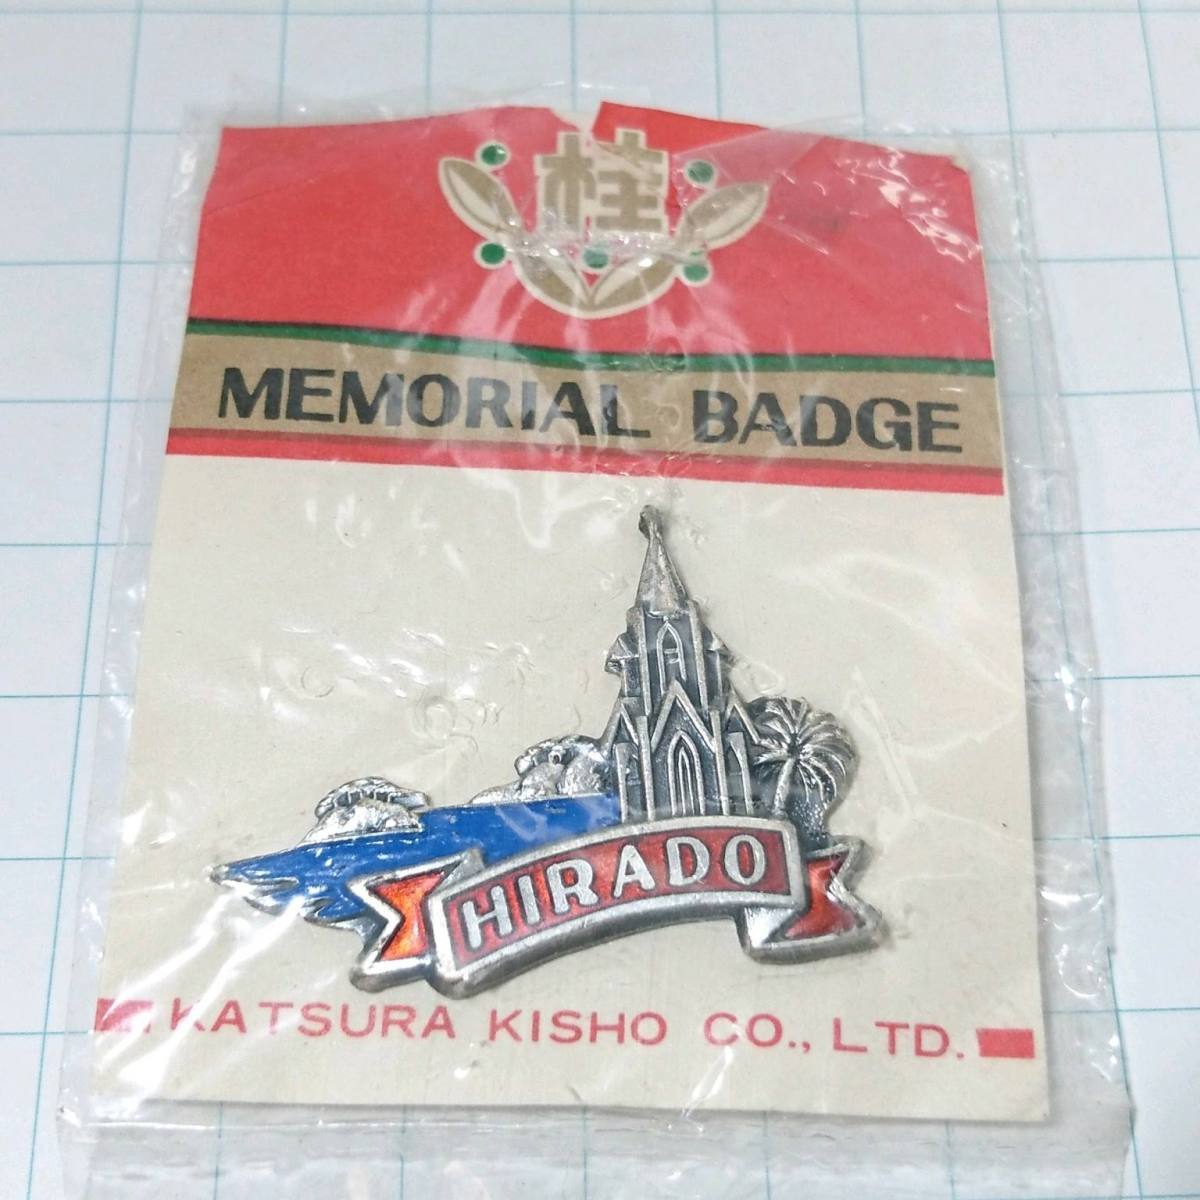 桂
MEMORIAL BADGE
HIRADO
KATSURA KISHO CO., LTD.